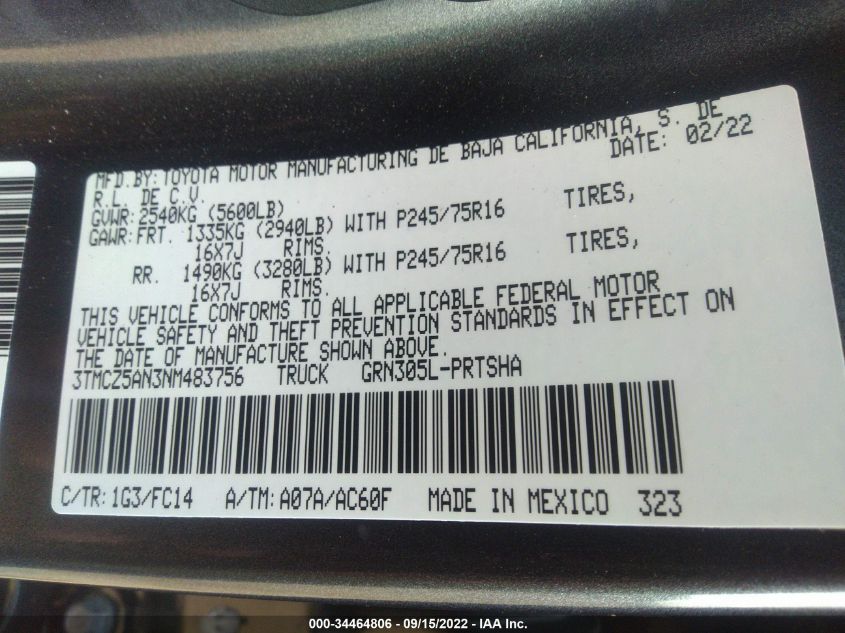 MFD.BY:TOYOTA MOTOR MANUFACTURING DE BAJA CALIFORNIA, S. DE
R.L. DE C.V. DATE: 02/22
GVWR:2540KG (5600LB)
GAWR:FRT. 1335KG (2940LB) WITH P245/75R16 TIRES,
16X7J RIMS.
RR. 1490KG (3280LB) WITH P245/75R16 TIRES,
16X7J RIMS.
THIS VEHICLE CONFORMS TO ALL APPLICABLE FEDERAL MOTOR
VEHICLE SAFETY AND THEFT PREVENTION STANDARDS IN EFFECT ON
THE DATE OF MANUFACTURE SHOWN ABOVE.
3TMCZ5AN3NM483756 TRUCK GRN305L-PRTSHA
C/TR:1G3/FC14 A/TM:A07A/AC60F MADE IN MEXICO 323
000-34464806 - 09/15/2022 - IAA Inc.